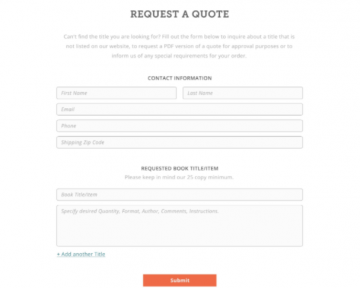 REQUEST A QUOTE
Can't find the title you are looking for? Fill out the form below to inquire about a title that is
not listed on our website, to request a PDF version of a quote for approval purposes or to
inform us of any special requirements for your order.
CONTACT INFORMATION
First Name
Last Name
Email
Phone
Shipping Zip Code
REQUESTED BOOK TITLE/ITEM
Please keep in mind our 25 copy minimum.
Book Title/Item
Specify desired Quantity, Format, Author, Comments, Instructions
+ Add another Title
Submit